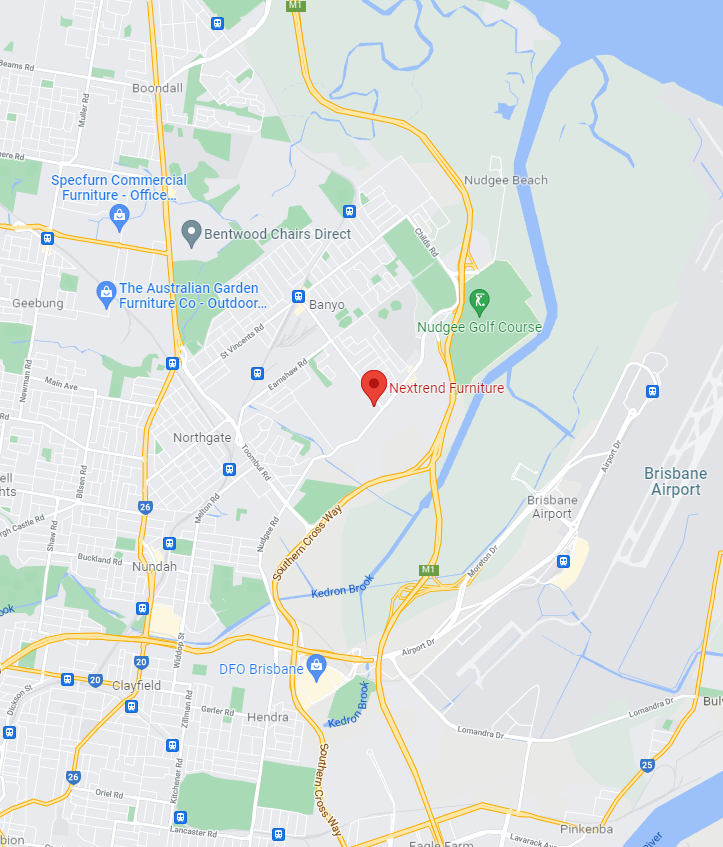 M1
Beams Rd
Boondall
Muller Rd
Nudgee Beach
Specfurn Commercial
Furniture - Office...
Bentwood Chairs Direct
Childs Rd
The Australian Garden
Furniture Co - Outdoor...
Geebung
Banyo
Nudgee Golf Course
St Vincents Rd
Earnshaw Rd
Newman Rd
Main Ave
Nextrend Furniture
Northgate
Toombul Rd
Airport Dr
Brisbane
Airport
Bilsen Rd
Melton Rd
26
Brisbane
Airport
Shaw Rd
Nudgee Rd
Southern Cross Way
Buckland Rd
Nundah
Moreton Dr
M1
Kedron Brook
Widdop St
Airport Dr
20
DFO Brisbane
20
Clayfield
Dickson St
Zillman Rd
Gerler Rd
Hendra
Kedron Brook
Lomandra Dr
Lomandra Dr
Southern Cross Way
26
25
Kitchener Rd
Oriel Rd
Lancaster Rd
Pinkenba
Lavarack Ave
Eagle Farm